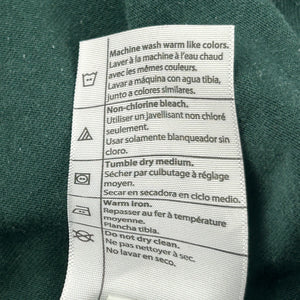 Machine wash warm like colors.
Laver à la machine à l'eau chaud
avec les mêmes couleurs.
Lavar a máquina con agua tibia,
junto a colores similares.
Non-chlorine bleach.
Utiliser un javellisant non chloré
seulement.
Usar solamente blanqueador sin
cloro.
Tumble dry medium.
Sécher par culbutage à réglage
moyen.
Secar en secadora en ciclo medio.
Warm iron.
Repasser au fer à température
moyenne.
Plancha tibia.
Do not dry clean.
Ne pas nettoyer à sec.
No lavar en seco.